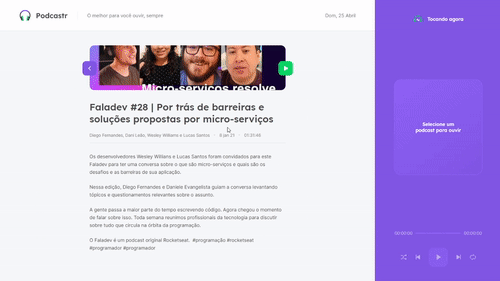 Podcastr
O melhor para você ouvir, sempre
Dom, 25 Abril
Tocando agora
Micro-serviços resolve
Faladev #28 | Por trás de barreiras e
soluções propostas por micro-serviços
Diego Fernandes, Dani Leão, Wesley Willians e Lucas Santos
8 jan 21
01:31:48
Os desenvolvedores Wesley Willians e Lucas Santos foram convidados para este
Faladev para ter uma conversa sobre o que são micro-serviços e quais são os
desafios e as barreiras de sua aplicação.
Nessa edição, Diego Fernandes e Daniele Evangelista guiam a conversa levantando
tópicos e questionamentos relevantes sobre o assunto.
A gente passa a maior parte do tempo escrevendo código. Agora chegou o momento
de falar sobre isso. Toda semana reunimos profissionais da tecnologia para discutir
sobre tudo que circula na órbita da programação.
O Faladev é um podcast original #rocketseat. #programação #rocketseat
#programador #programador
Selecione um
podcast para ouvir
00:00:00
00:00:00